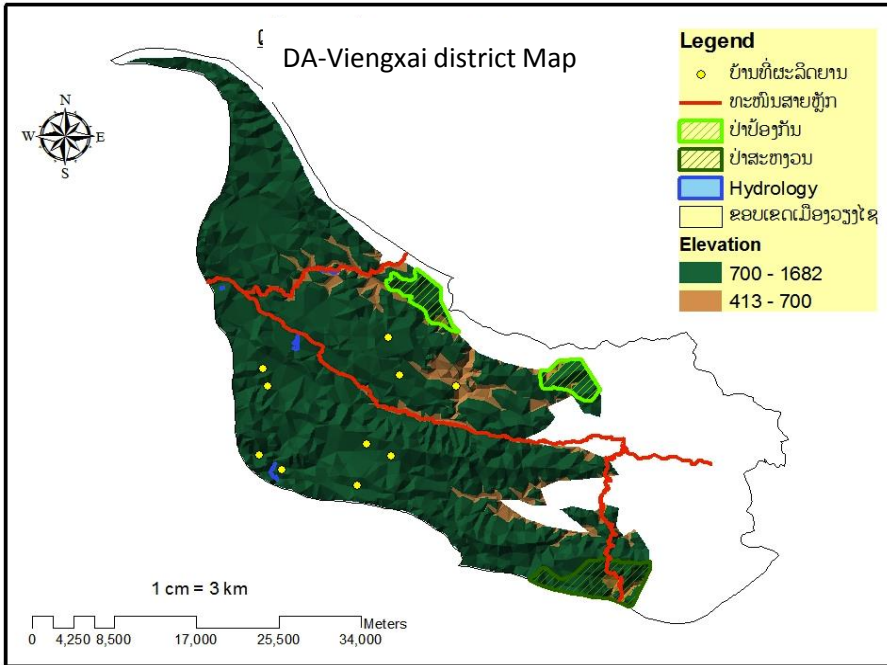 DA-Viengxai district Map
N
W E
S
Legend
ບ້ານທີ່ຜະລິດຍານ
ທະໜົນສາຍຫຼັກ
ປ່າປ້ອງກັນ
ປ່າສະຫງວນ
Hydrology
ຂອບເຂດເມືອງວຽງໄຊ
Elevation
700 - 1682
413 - 700
1 cm = 3 km
Meters
0 4,250 8,500 17,000 25,500 34,000